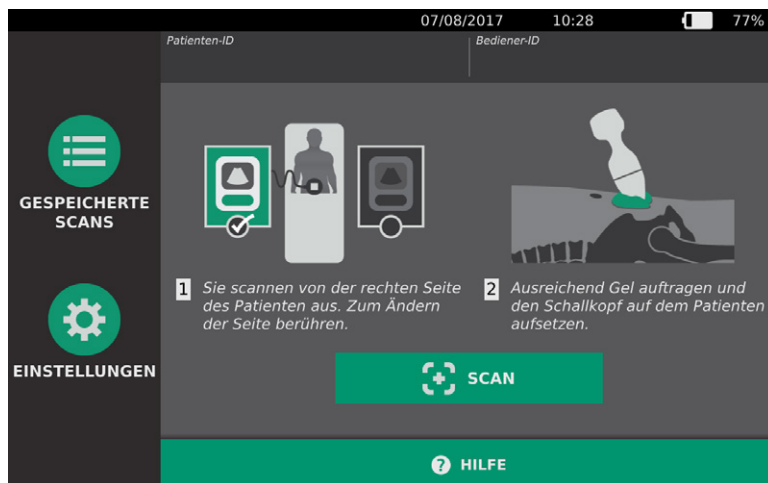 07/08/2017 10:28 77%
Patienten-ID
Bediener-ID
GESPEICHERTE
SCANS
EINSTELLUNGEN
1 Sie scannen von der rechten Seite
des Patienten aus. Zum Ändern
der Seite berühren.
2 Ausreichend Gel auftragen und
den Schallkopf auf dem Patienten
aufsetzen.
SCAN
? HILFE